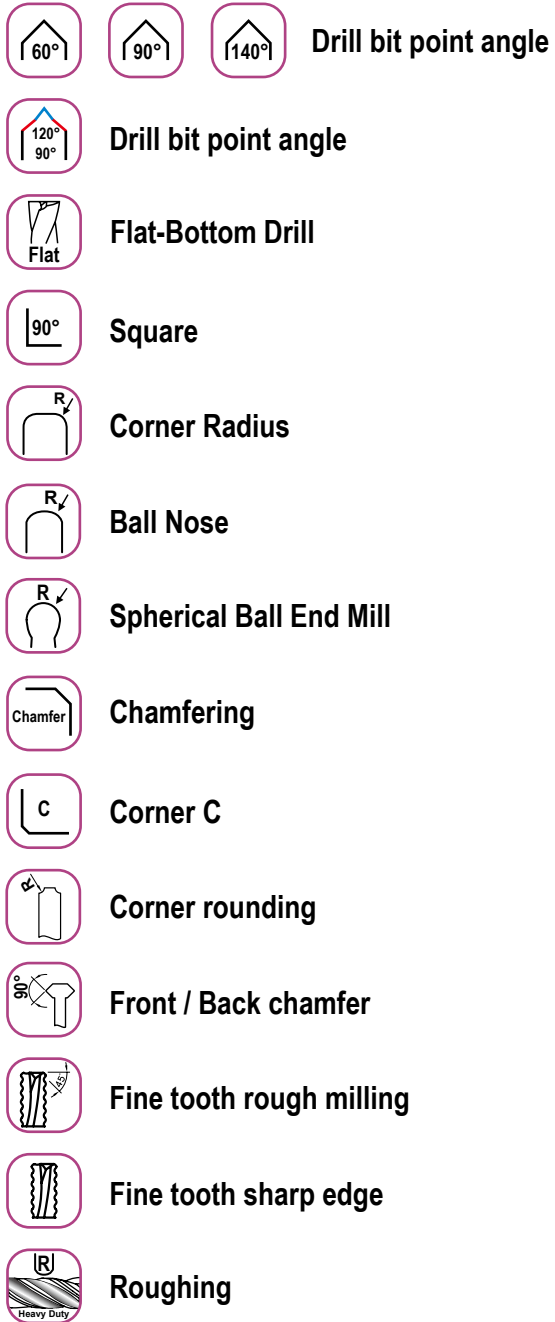 60° 90° 140° Drill bit point angle
120°
90°
Drill bit point angle
Flat
Flat-Bottom Drill
90° Square
R
Corner Radius
R
Ball Nose
R
Spherical Ball End Mill
Chamfer Chamfering
C Corner C
R
Corner rounding
90°
Front / Back chamfer
45°
Fine tooth rough milling
Fine tooth sharp edge
R
Heavy Duty
Roughing